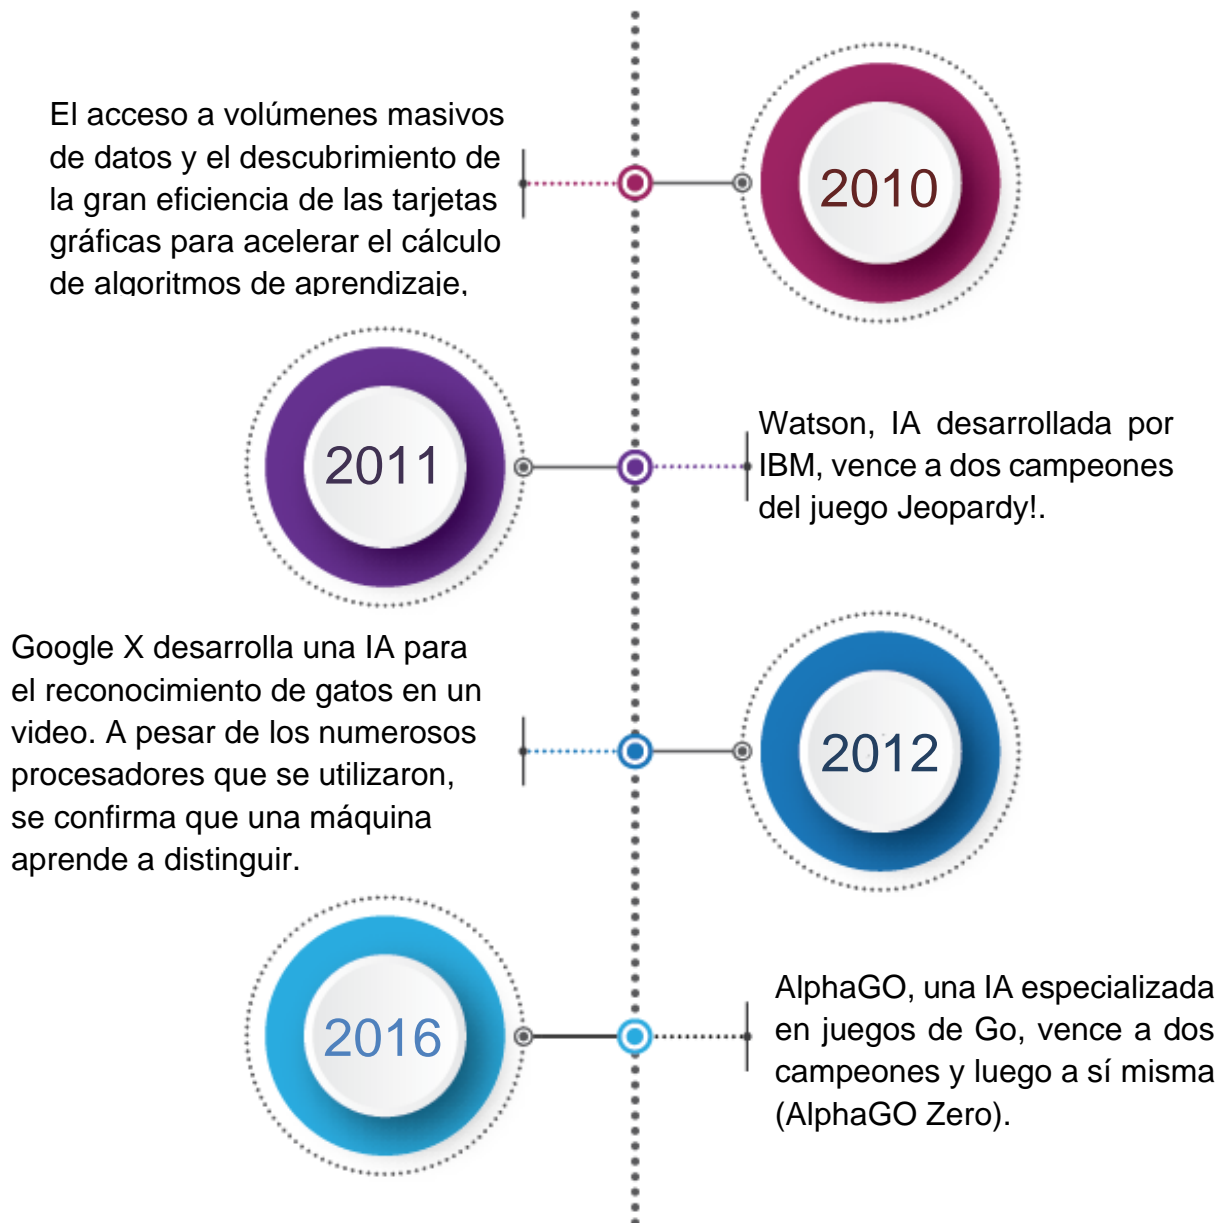 El acceso a volúmenes masivos
de datos y el descubrimiento de
la gran eficiencia de las tarjetas
gráficas para acelerar el cálculo
de algoritmos de aprendizaje,
2010
2011
Watson, IA desarrollada por
IBM, vence a dos campeones
del juego Jeopardy!.
Google X desarrolla una IA para
el reconocimiento de gatos en un
video. A pesar de los numerosos
procesadores que se utilizaron,
se confirma que una máquina
aprende a distinguir.
2012
2016
AlphaGO, una IA especializada
en juegos de Go, vence a dos
campeones y luego a sí misma
(AlphaGO Zero).